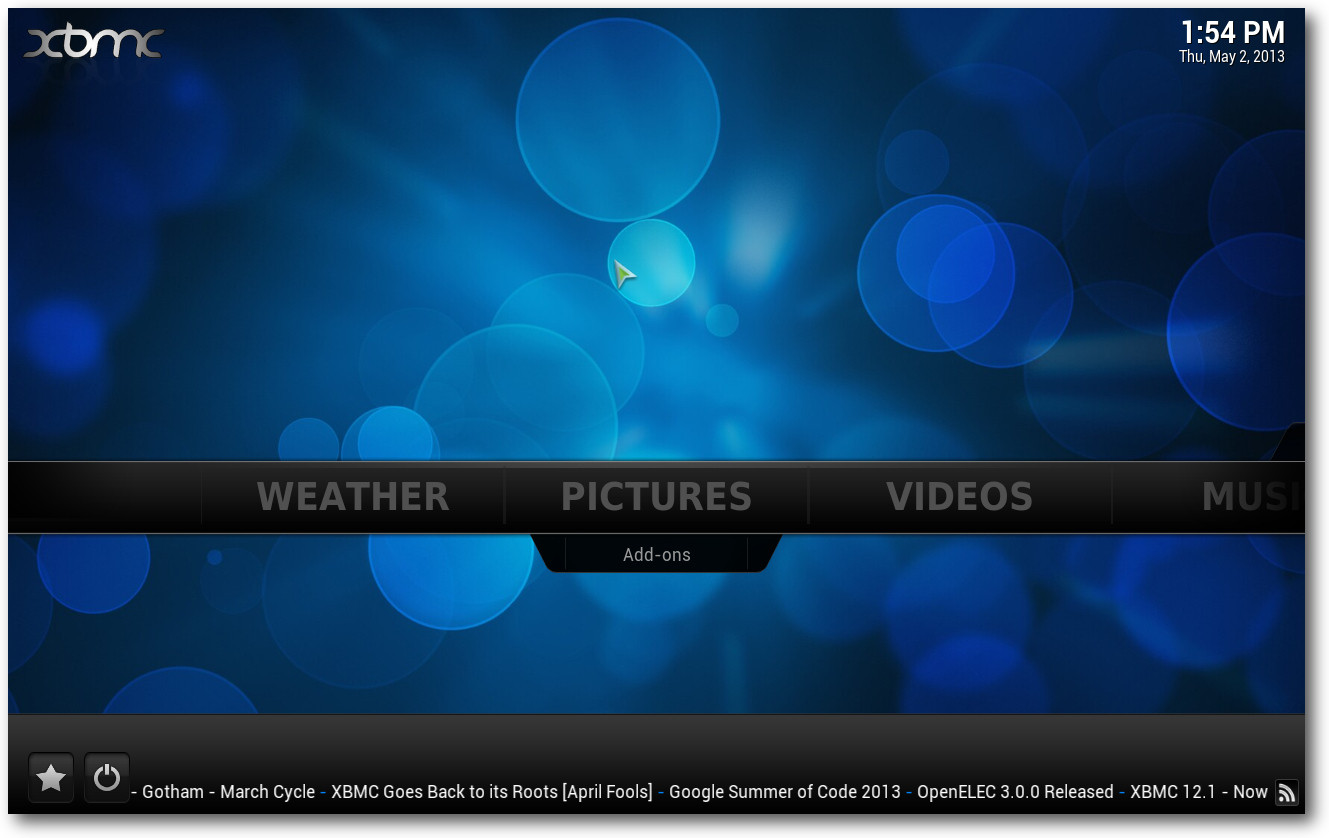 xbmc
1:54 PM
Thu, May 2, 2013
WEATHER PICTURES VIDEOS MUSI
Add-ons
- Gotham - March Cycle - XBMC Goes Back to its Roots [April Fools] - Google Summer of Code 2013 - OpenELEC 3.0.0 Released - XBMC 12.1 - Now